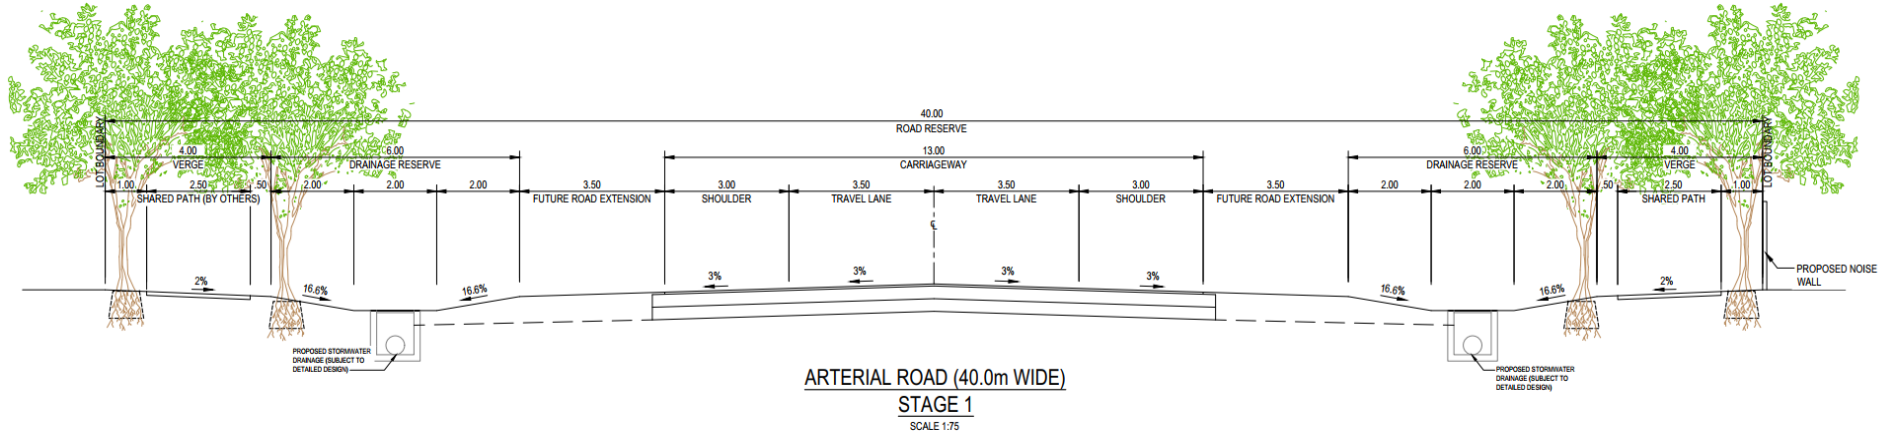 40.00
ROAD RESERVE
LOT BOUNDARY
4.00
VERGE
6.00
DRAINAGE RESERVE
13.00
CARRIAGEWAY
6.00
DRAINAGE RESERVE
4.00
VERGE
LOT BOUNDARY
1.00 2.50 .50 2.00 2.00 2.00 3.50 3.00 3.50 3.50 3.00 3.50 2.00 2.00 2.00 .50 2.50 1.00
SHARED PATH (BY OTHERS) FUTURE ROAD EXTENSION SHOULDER TRAVEL LANE TRAVEL LANE SHOULDER FUTURE ROAD EXTENSION SHARED PATH
℄
2% 16.6% 16.6% 3% 3% 3% 3% 16.6% 16.6% 2%
PROPOSED NOISE
WALL
PROPOSED STORMWATER
DRAINAGE (SUBJECT TO
DETAILED DESIGN)
PROPOSED STORMWATER
DRAINAGE (SUBJECT TO
DETAILED DESIGN)
ARTERIAL ROAD (40.0m WIDE)
STAGE 1
SCALE 1:75